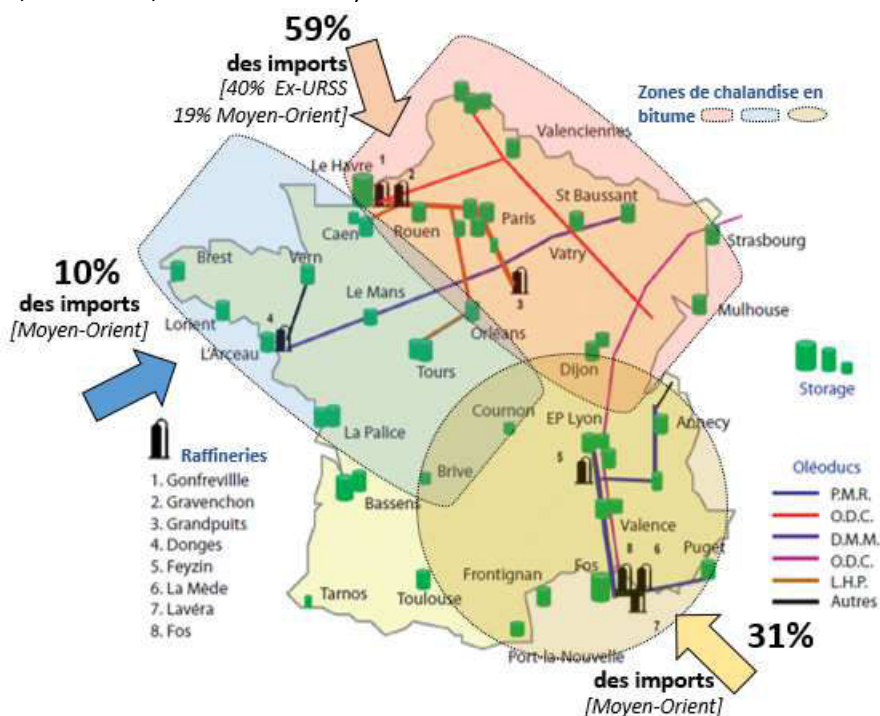 59%
des imports
[40% Ex-URSS
19% Moyen-Orient]
Zones de chalandise en
bitume
Valenciennes
Le Havre
1
2
St Baussant
Caen
Rouen
Paris
Strasbourg
Vatry
Brest
Vern
3
10%
des imports
[Moyen-Orient]
Le Mans
Mulhouse
Lorient
4
Orléans
L'Arceau
Tours
Dijon
Storage
Cournon
EP Lyon
Annecy
La Palice
Raffineries
1. Gonfrevillle
2. Gravenchon
3. Grandpuits
4. Donges
5. Feyzin
6. La Mède
7. Lavéra
8. Fos
5
Brive
Oléoducs
P.M.R.
O.D.C.
D.M.M.
O.D.C.
L.H.P.
Autres
Bassens
Valence
8
6
Puget
Fos
Frontignan
Tarnos
Toulouse
7
Port-la-Nouvelle
31%
des imports
[Moyen-Orient]